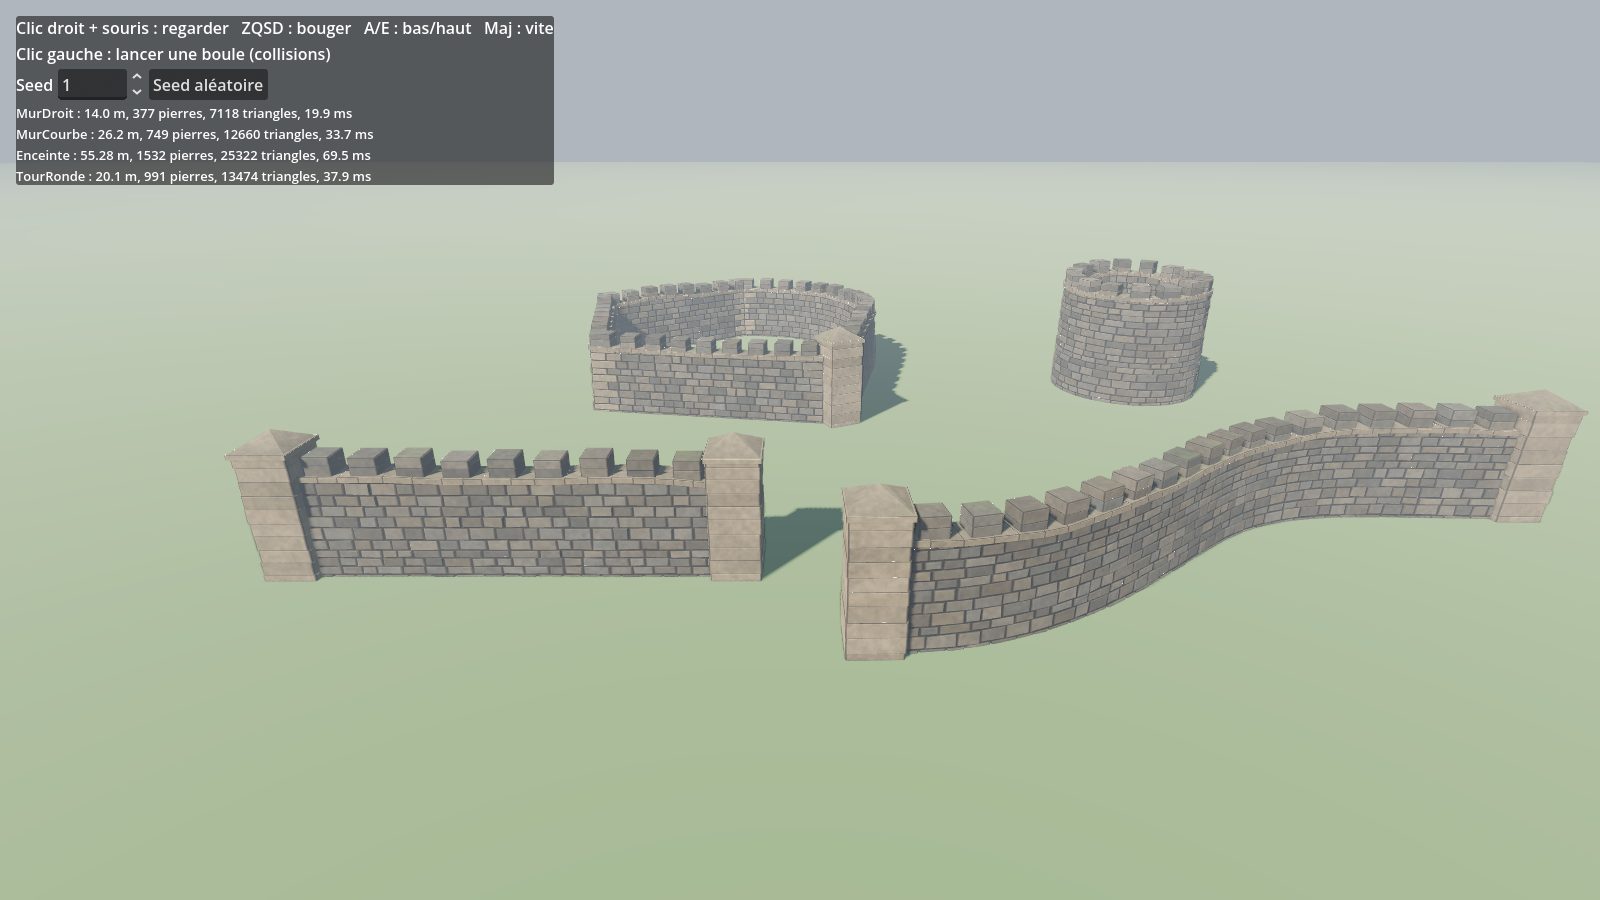 Clic droit + souris : regarder   ZQSD : bouger   A/E : bas/haut   Maj : vite
Clic gauche : lancer une boule (collisions)
Seed 1 Seed aléatoire
MurDroit : 14.0 m, 377 pierres, 7118 triangles, 19.9 ms
MurCourbe : 26.2 m, 749 pierres, 12660 triangles, 33.7 ms
Enceinte : 55.28 m, 1532 pierres, 25322 triangles, 69.5 ms
TourRonde : 20.1 m, 991 pierres, 13474 triangles, 37.9 ms